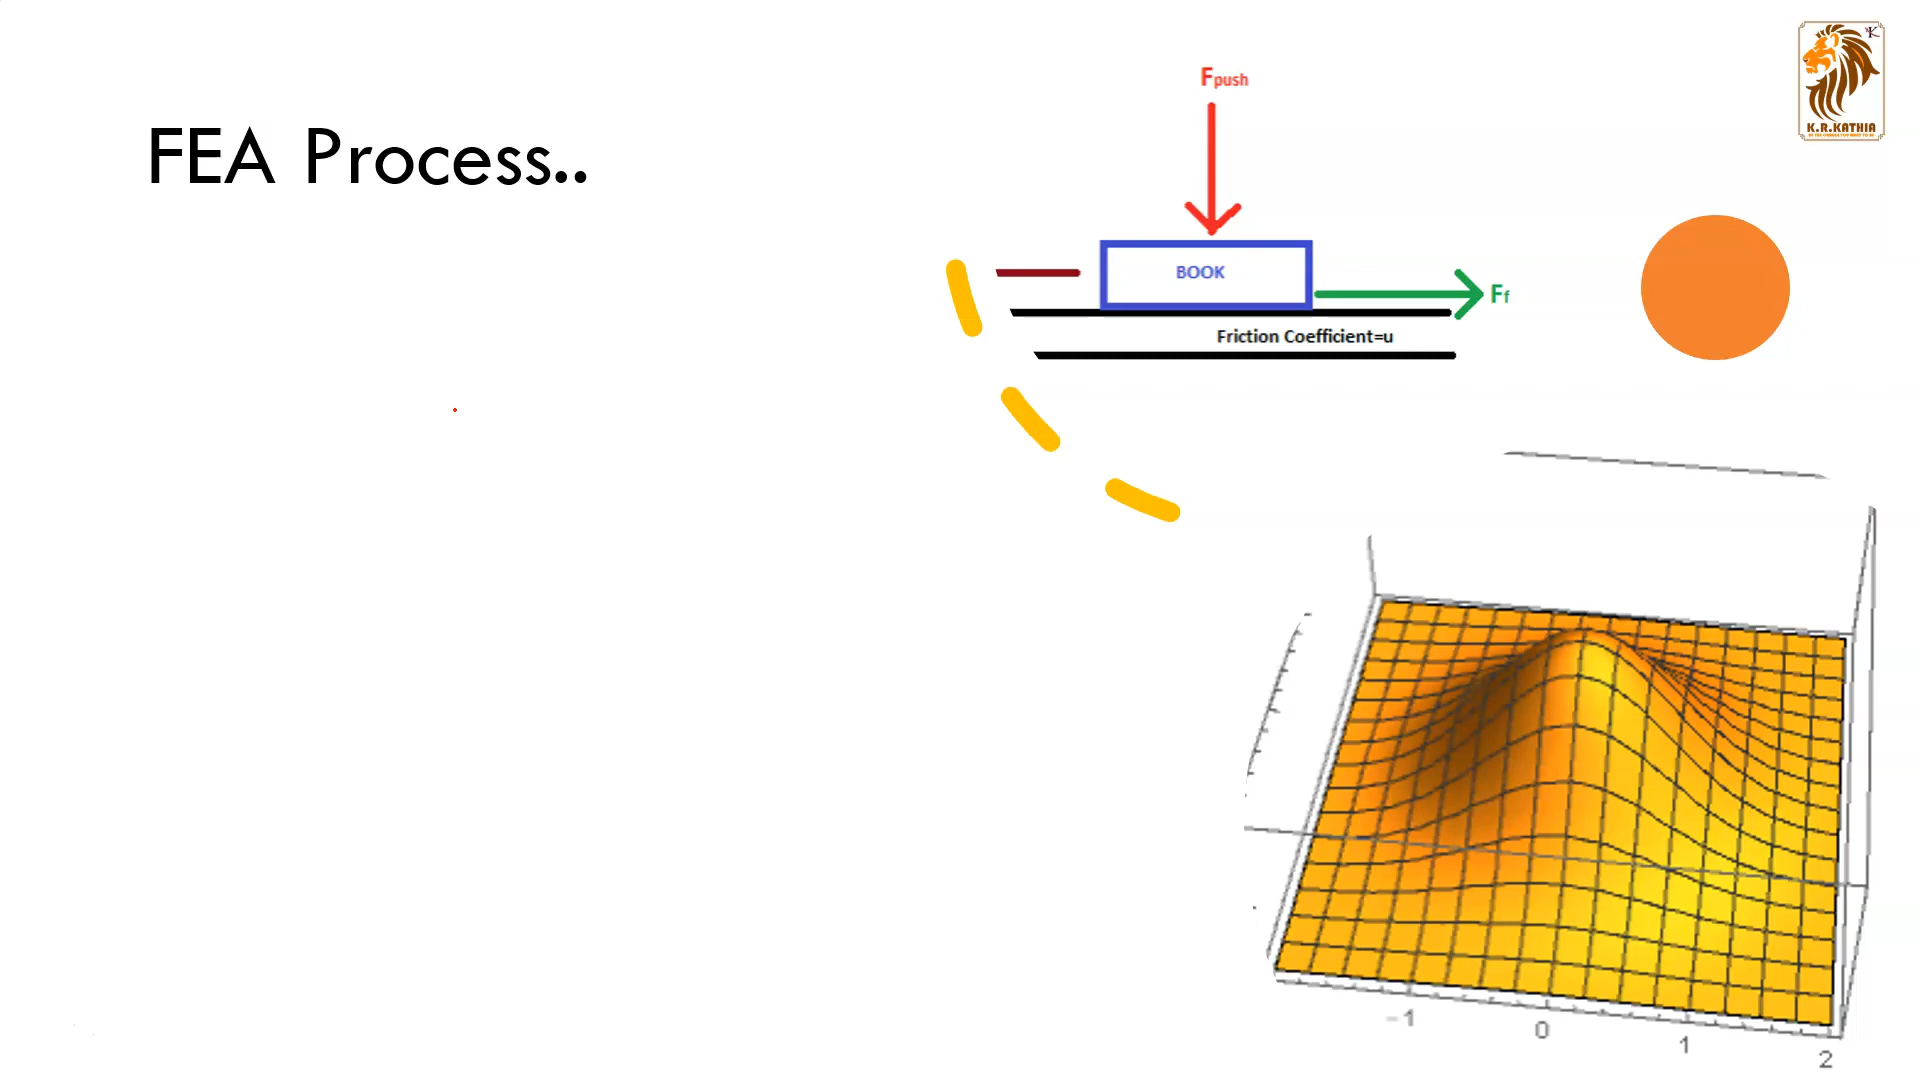 FEA Process..
Fpush
BOOK
Ff
Friction Coefficient=u
K.R.KATHIA
-1
0
1
2